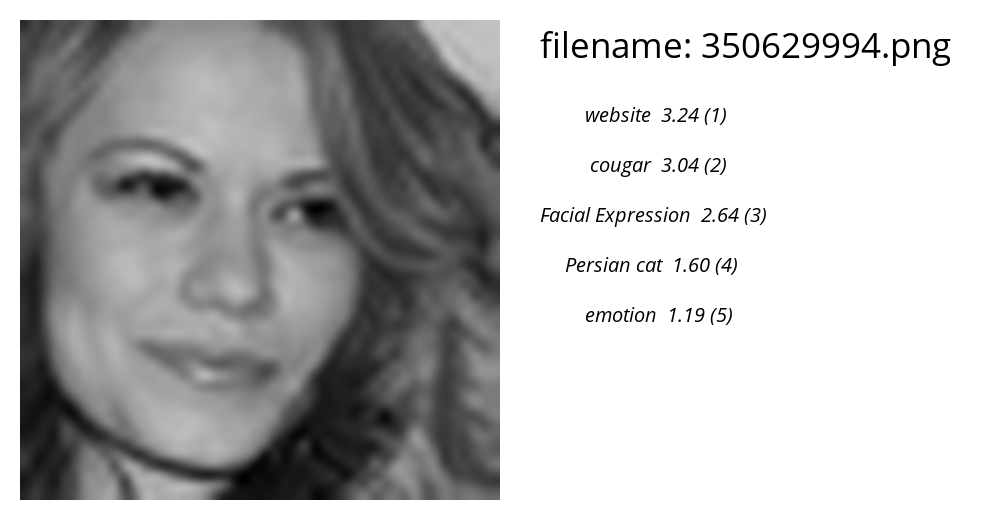 filename: 350629994.png
website 3.24 (1)
cougar 3.04 (2)
Facial Expression 2.64 (3)
Persian cat 1.60 (4)
emotion 1.19 (5)